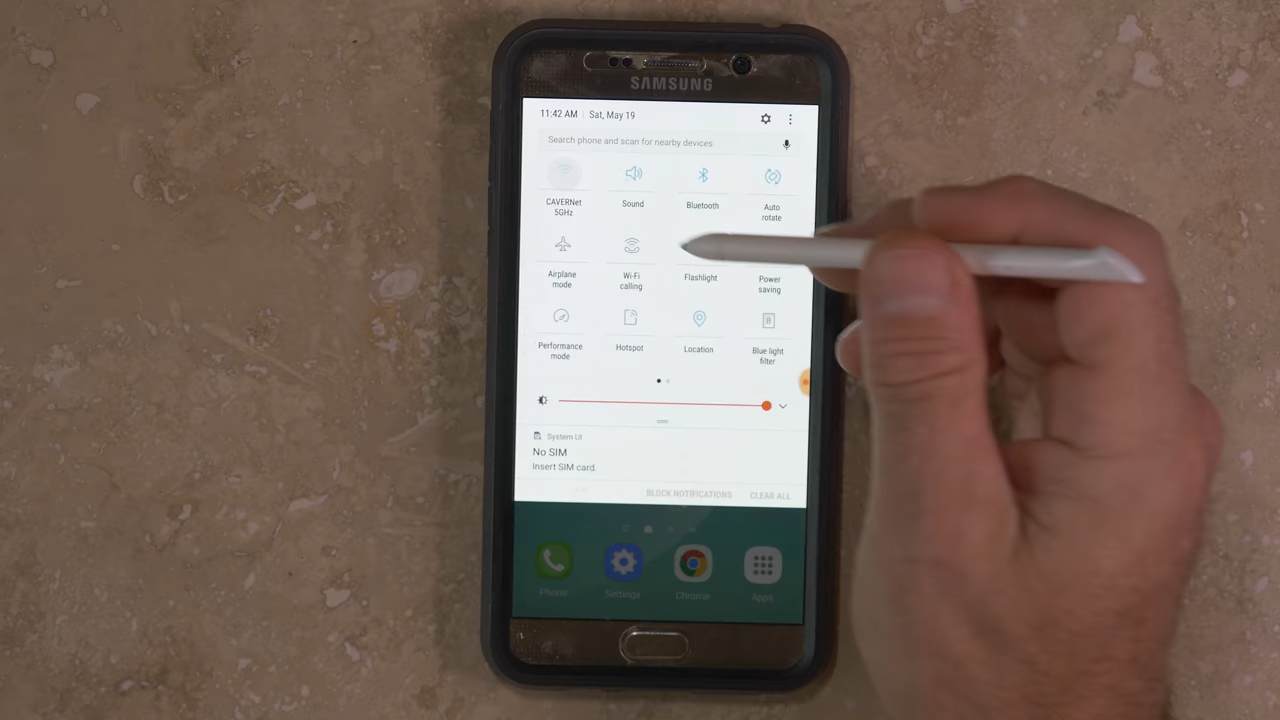 SAMSUNG
11:42 AM | Sat, May 19
Search phone and scan for nearby devices
CAVERNet
5GHz
Sound
Bluetooth
Auto
rotate
Airplane
mode
Wi-Fi
calling
Flashlight
Power
saving
Performance
mode
Hotspot
Location
Blue light
filter
B
System UI
No SIM
Insert SIM card.
BLOCK NOTIFICATIONS CLEAR ALL
Phone Settings Chrome Apps